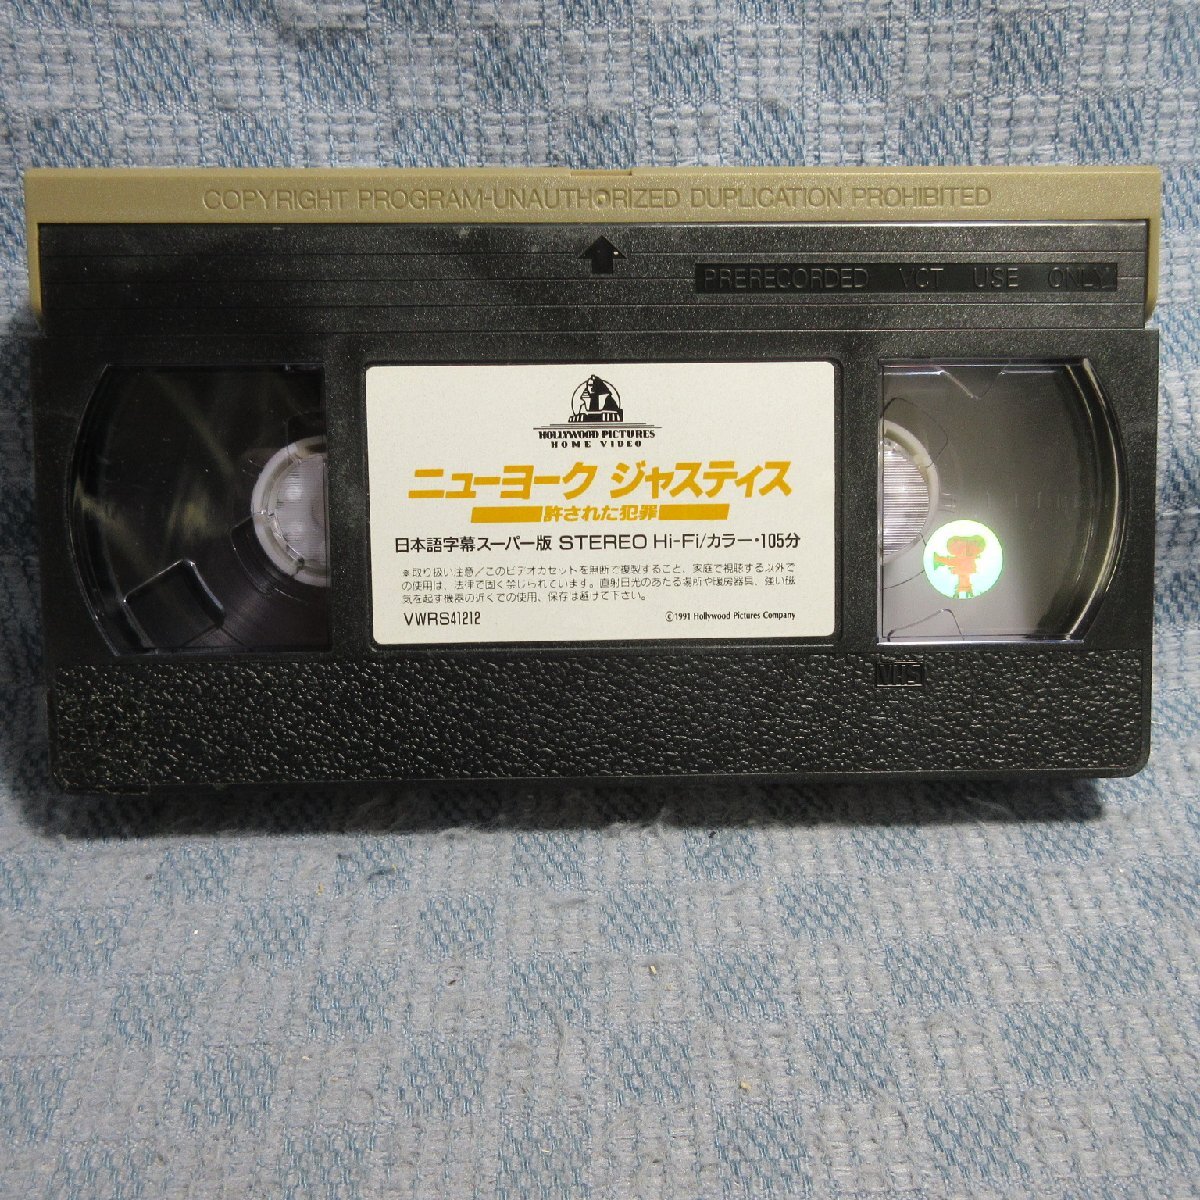 COPYRIGHT PROGRAM-UNAUTHORIZED DUPLICATION PROHIBITED
PRERECORDED VCT USE ONLY
HOLLYWOOD PICTURES
HOME VIDEO
ニューヨーク ジャスティス
許された犯罪
日本語字幕スーパー版 STEREO Hi-Fi/カラー・105分
※取り扱い注意／このビデオカセットを無断で複製すること、家庭で視聴する以外で
の使用は、法律で固く禁じられています。直射日光のあたる場所や暖房器具、強い磁
気を起す機器の近くでの使用、保存は避けて下さい。
VWRS41212
©1991 Hollywood Pictures Company
VHS